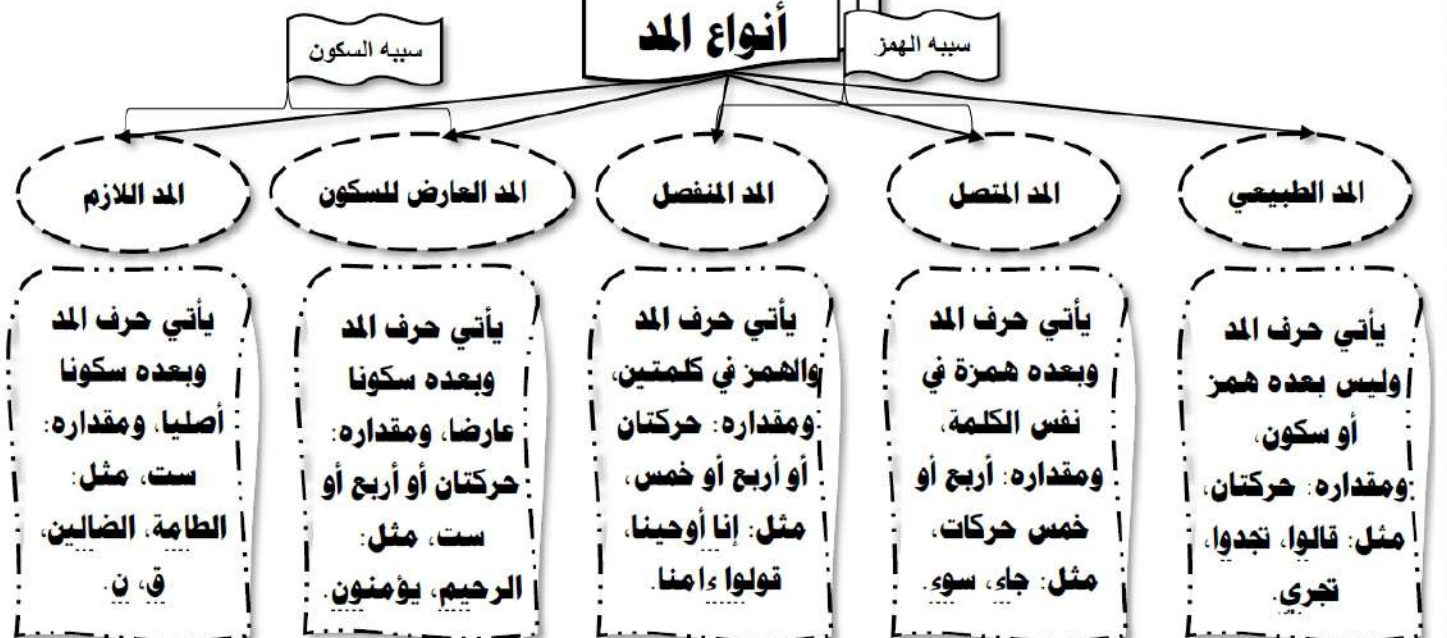 أنواع المد
سببه الهمز
سببه السكون
المد الطبيعي
المد المتصل
المد المنفصل
المد العارض للسكون
المد اللازم
يأتي حرف المد
وليس بعده همز
أو سكون،
ومقداره: حركتان،
مثل: قالوا، تجدوا،
تجري.
يأتي حرف المد
وبعده همزة في
نفس الكلمة،
ومقداره: أربع أو
خمس حركات،
مثل: جاء، سوء.
يأتي حرف المد
والهمز في كلمتين،
ومقداره: حركتان
أو أربع أو خمس،
مثل: إنا أوحينا،
قولوا ءامنا.
يأتي حرف المد
وبعده سكونا
عارضا، ومقداره:
حركتان أو أربع أو
ست، مثل:
الرحيم، يؤمنون.
يأتي حرف المد
وبعده سكونا
أصليا، ومقداره:
ست، مثل:
الطامة، الضالين،
ق، ن.